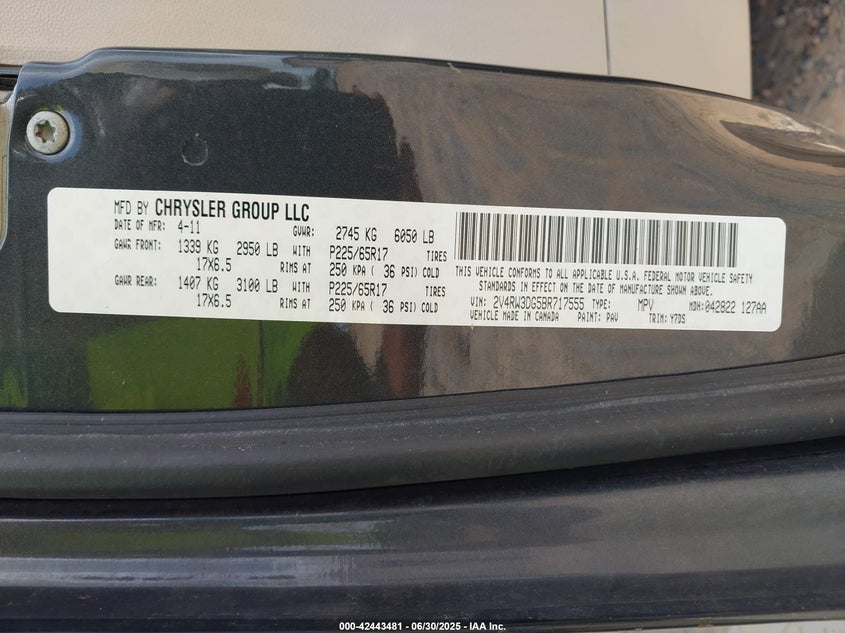 MFD BY CHRYSLER GROUP LLC
DATE OF MFR: 4-11 GVWR: 2745 KG 6050 LB
GAWR FRONT: 1339 KG 2950 LB WITH P225/65R17 TIRES
17X6.5 RIMS AT 250 KPA ( 36 PSI) COLD
GAWR REAR: 1407 KG 3100 LB WITH P225/65R17 TIRES
17X6.5 RIMS AT 250 KPA ( 36 PSI) COLD
THIS VEHICLE CONFORMS TO ALL APPLICABLE U.S.A. FEDERAL MOTOR VEHICLE SAFETY
STANDARDS IN EFFECT ON THE DATE OF MANUFACTURE SHOWN ABOVE.
VIN: 2V4RW3DG5BR717555 TYPE: MPV MDH: 042822 127AA
VEHICLE MADE IN CANADA PAINT: PAV TRIM: Y7DS
000-42443481 - 06/30/2025 - IAA Inc.